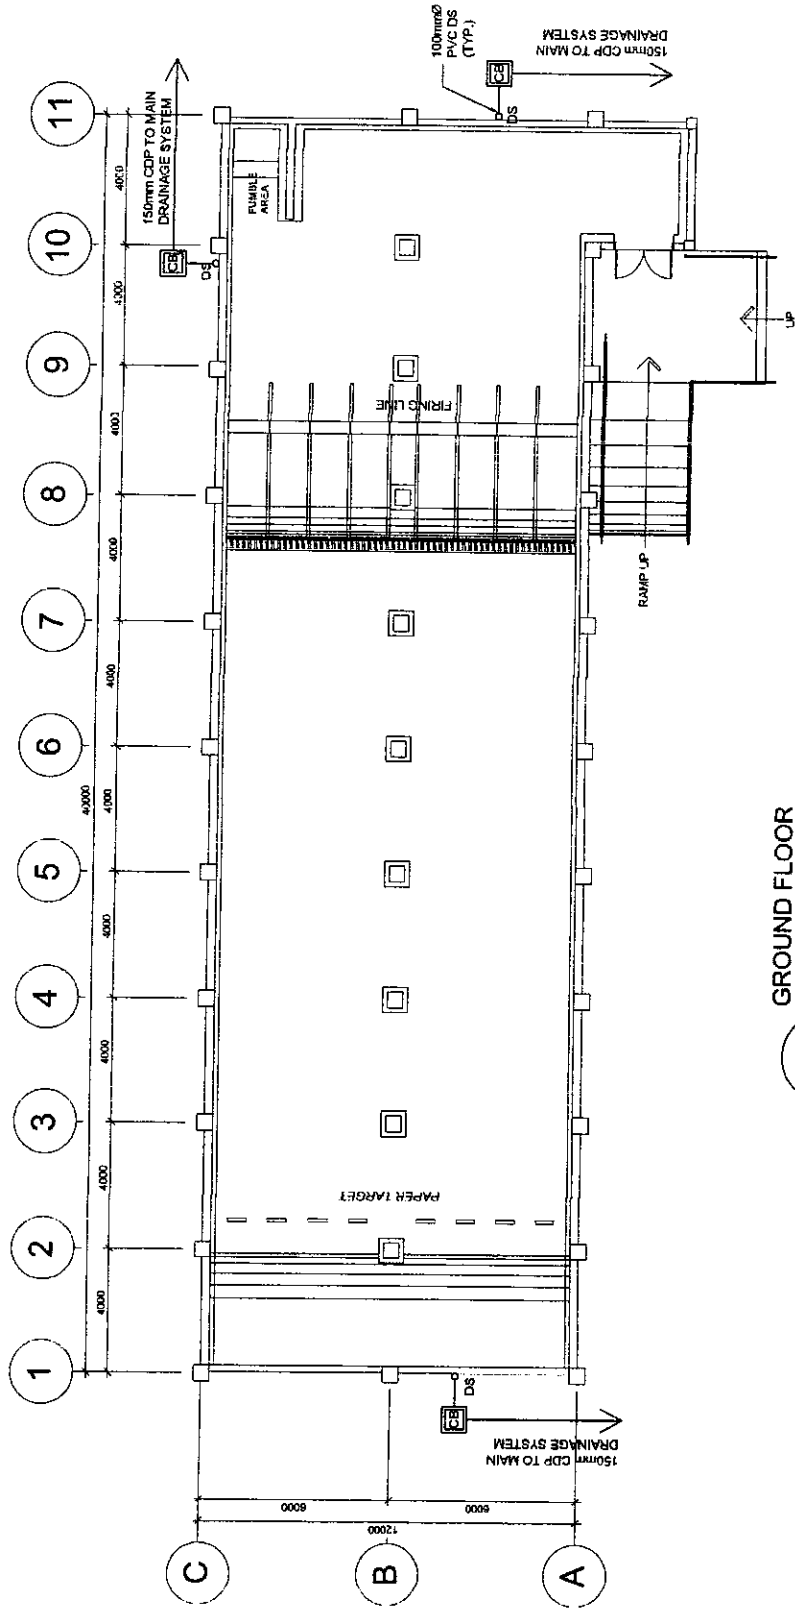 11
10
9
8
7
6
5
4
3
2
1
C
B
A
40000
4000
4000
4000
4000
4000
4000
4000
4000
4000
4000
12000
6000
6000
150mm CDP TO MAIN
DRAINAGE SYSTEM
CB
DS
100mmØ
PVC DS
(TYP.)
CB
DS
150mm CDP TO MAIN
DRAINAGE SYSTEM
FUMBLE
AREA
FIRING LINE
RAMP UP
UP
PAPER TARGET
CB
DS
150mm CDP TO MAIN
DRAINAGE SYSTEM
GROUND FLOOR